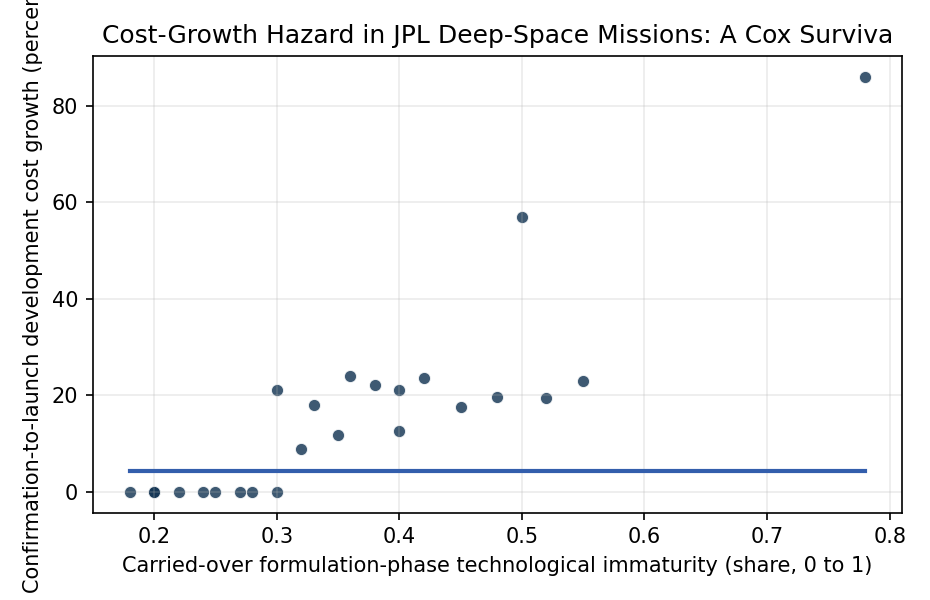 Cost-Growth Hazard in JPL Deep-Space Missions: A Cox Surviva
Confirmation-to-launch development cost growth (percer
80
60
40
20
0
0.2 0.3 0.4 0.5 0.6 0.7 0.8
Carried-over formulation-phase technological immaturity (share, 0 to 1)